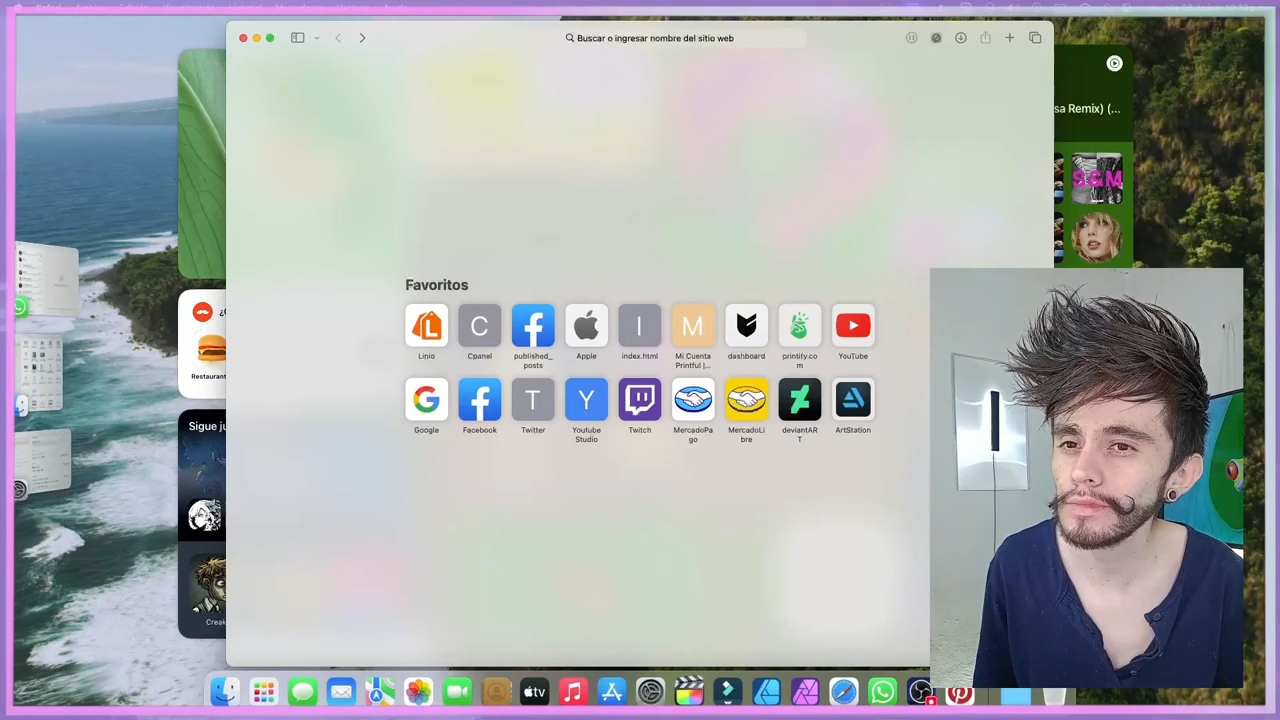 Buscar o ingresar nombre del sitio web
sa Remix) (...
S&M
Favoritos
L
C
I
M
Linio
Cpanel
published_
posts
Apple
index.html
Mi Cuenta
Printful |...
dashboard
printify.co
m
YouTube
T
Y
Google
Facebook
Twitter
Youtube
Studio
Twitch
MercadoPa
go
MercadoLi
bre
deviantAR
T
ArtStation
Restaurant
Sigue ju
Creak
tv